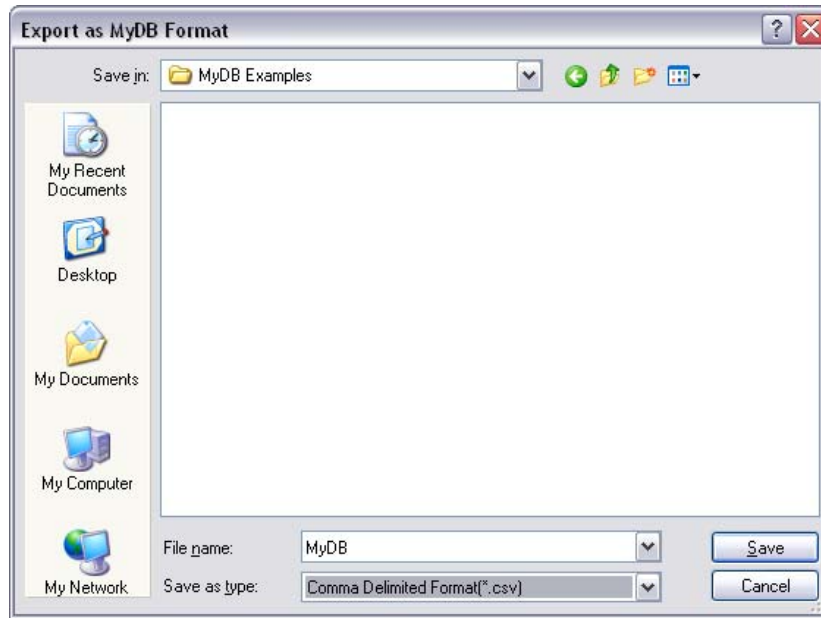 Export as MyDB Format
?
Save in:
MyDB Examples
My Recent
Documents
Desktop
My Documents
My Computer
My Network
File name:
MyDB
Save
Save as type:
Comma Delimited Format(*.csv)
Cancel